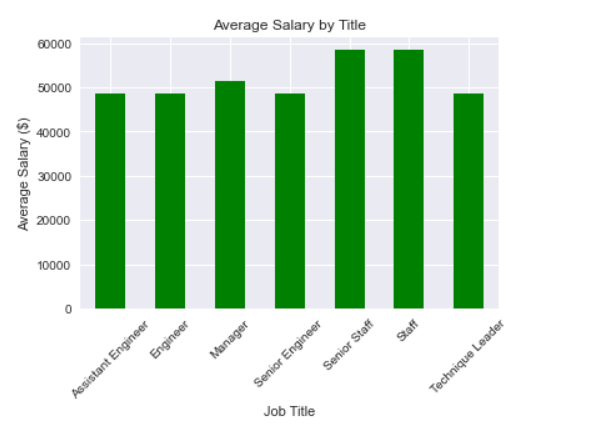 Average Salary by Title
60000
50000
40000
30000
20000
10000
0
Average Salary ($)
Assistant Engineer
Engineer
Manager
Senior Engineer
Senior Staff
Staff
Technique Leader
Job Title